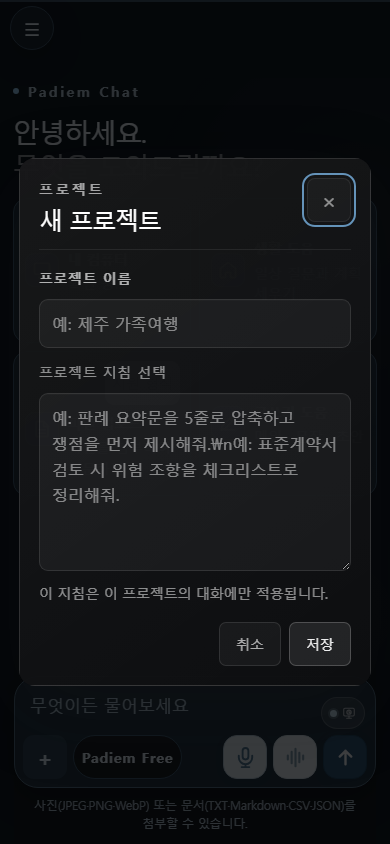 Padiem Chat
안녕하세요.
프로젝트
새 프로젝트
프로젝트 이름
예: 제주 가족여행
프로젝트 지침 선택
예: 판례 요약문을 5줄로 압축하고
쟁점을 먼저 제시해줘.₩n예: 표준계약서
검토 시 위험 조항을 체크리스트로
정리해줘.
이 지침은 이 프로젝트의 대화에만 적용됩니다.
취소
저장
무엇이든 물어보세요
Padiem Free
사진(JPEG·PNG·WebP) 또는 문서(TXT·Markdown·CSV·JSON)를
첨부할 수 있습니다.